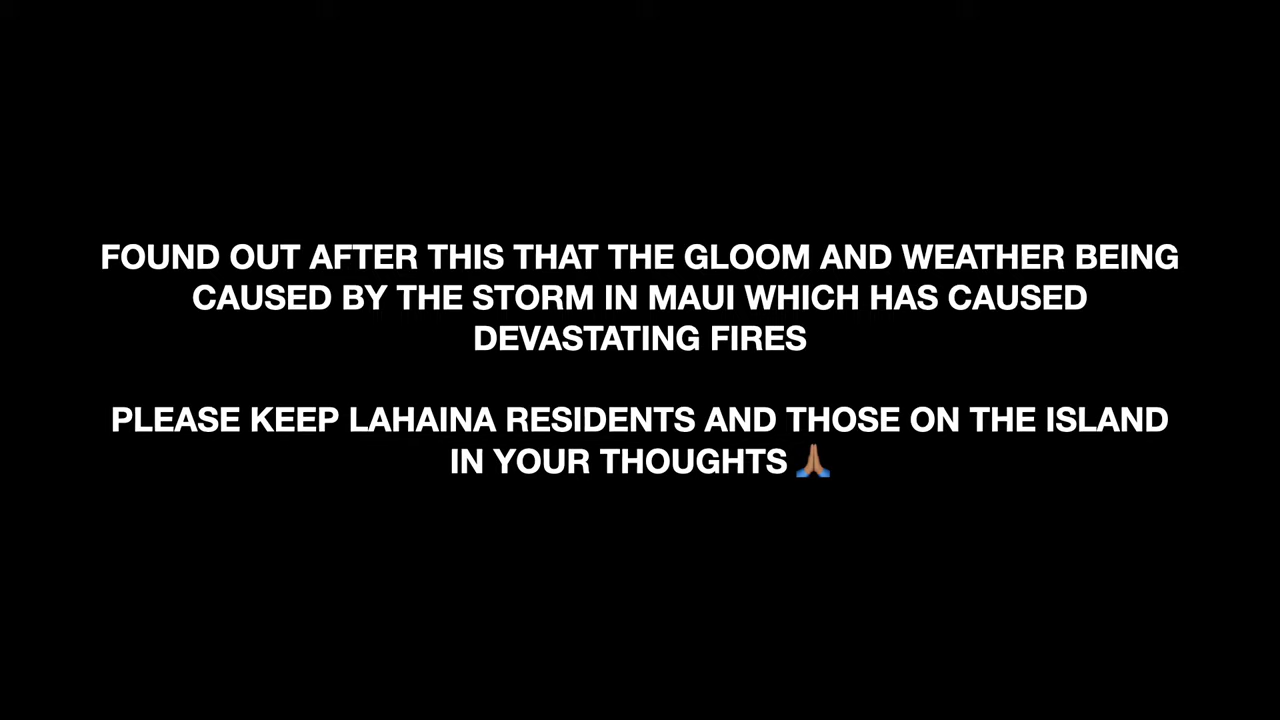 FOUND OUT AFTER THIS THAT THE GLOOM AND WEATHER BEING
CAUSED BY THE STORM IN MAUI WHICH HAS CAUSED
DEVASTATING FIRES
PLEASE KEEP LAHAINA RESIDENTS AND THOSE ON THE ISLAND
IN YOUR THOUGHTS 🙏🏽